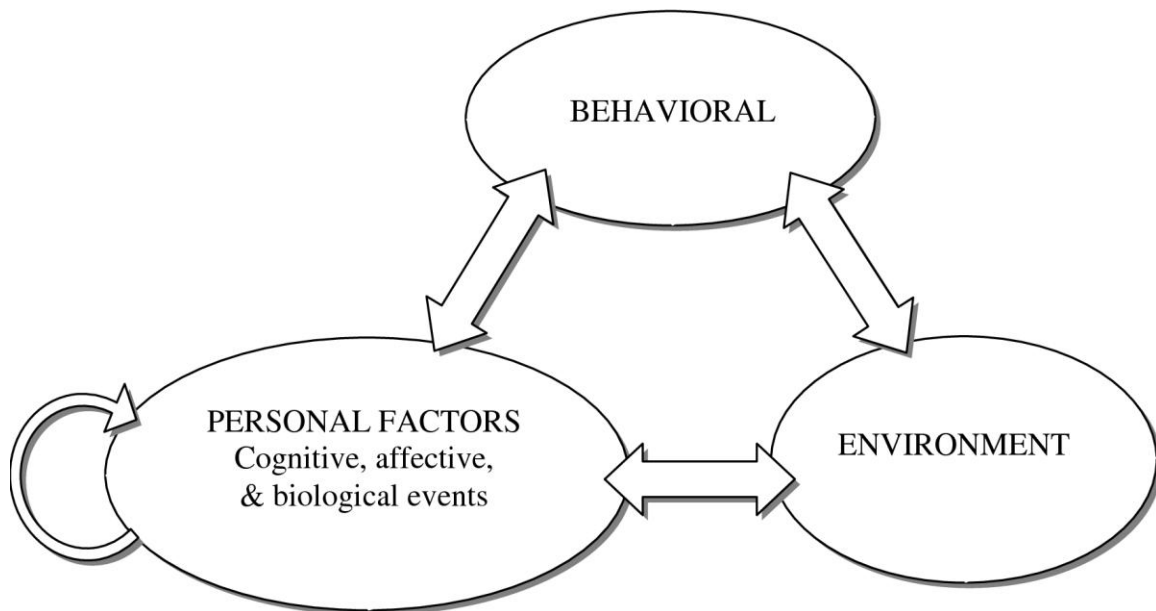 BEHAVIORAL
PERSONAL FACTORS
Cognitive, affective,
& biological events
ENVIRONMENT